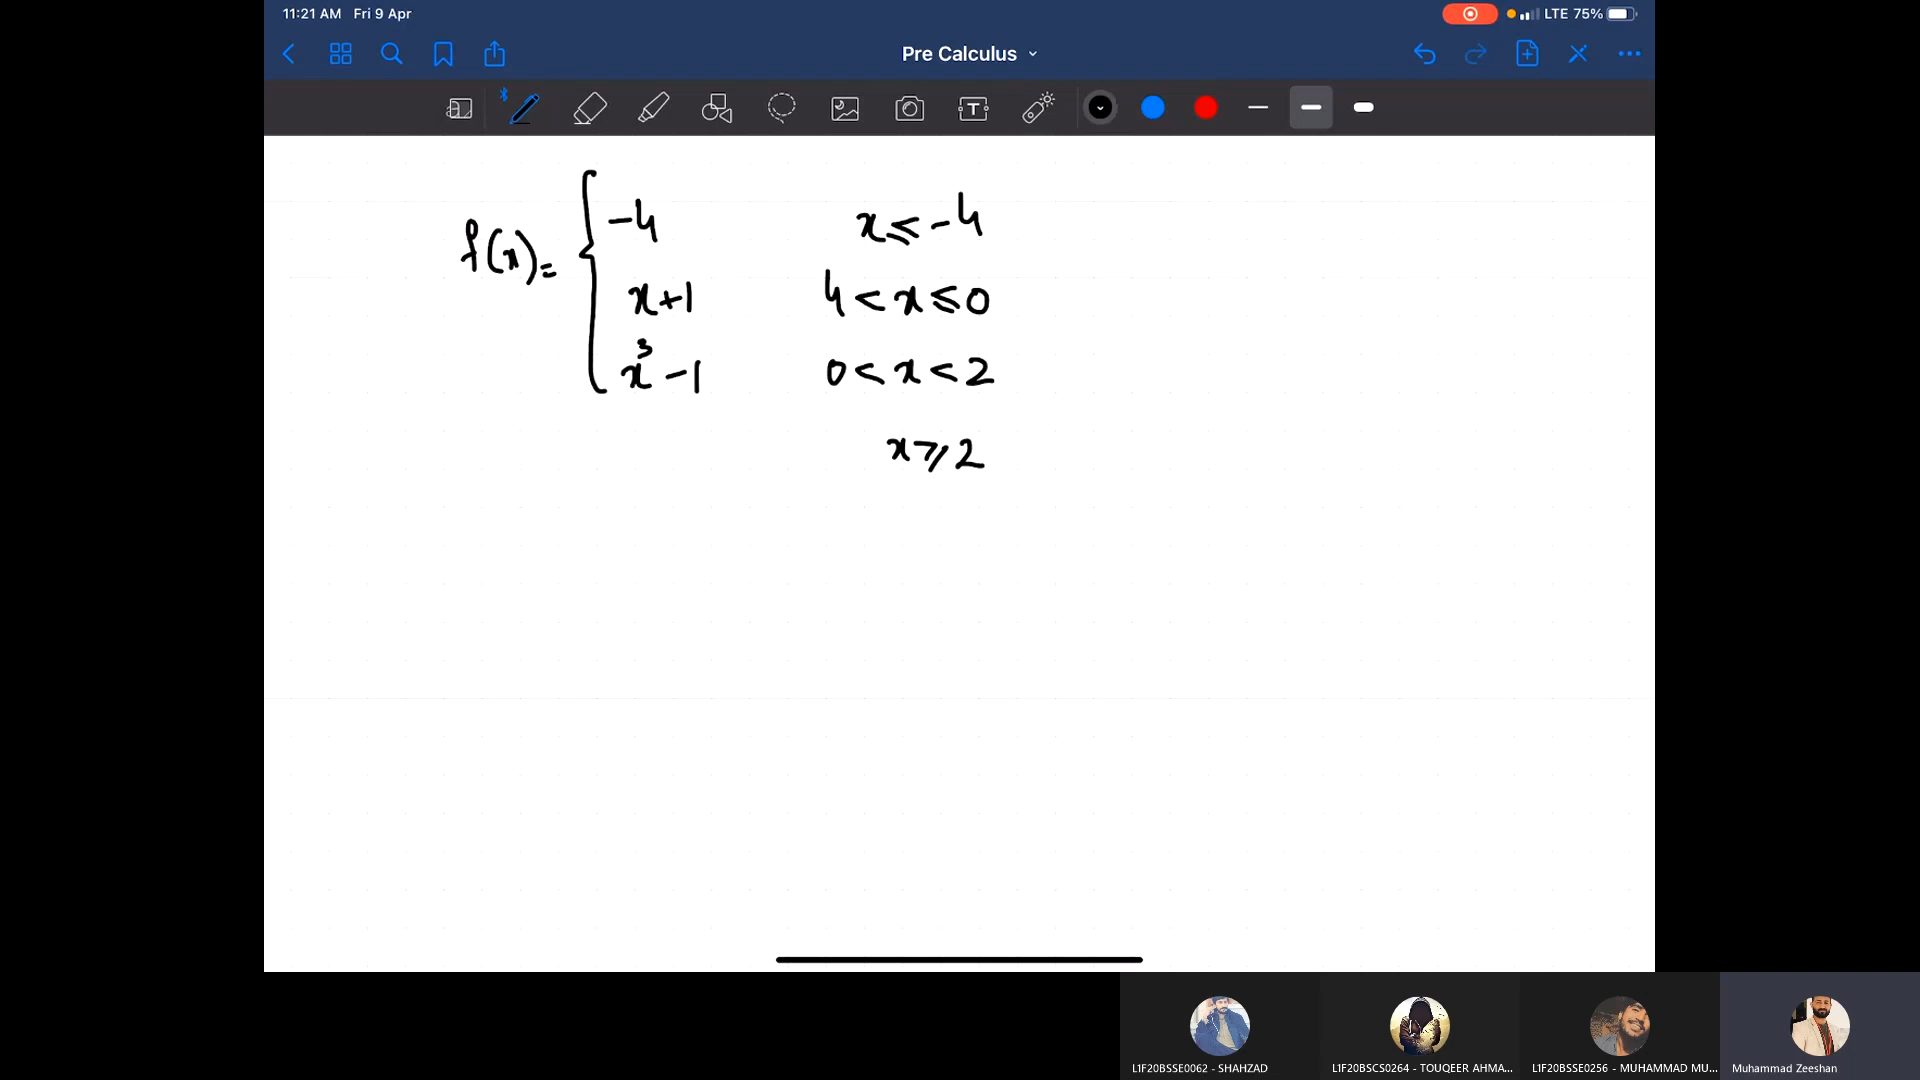 11:21 AM Fri 9 Apr
LTE 75%
Pre Calculus
f(x) = { -4 x ≤ -4
x+1 4 < x ≤ 0
x³ - 1 0 < x < 2
x ≥ 2
L1F20BSSE0062 - SHAHZAD
L1F20BSCS0264 - TOUQEER AHMA...
L1F20BSSE0256 - MUHAMMAD MU...
Muhammad Zeeshan